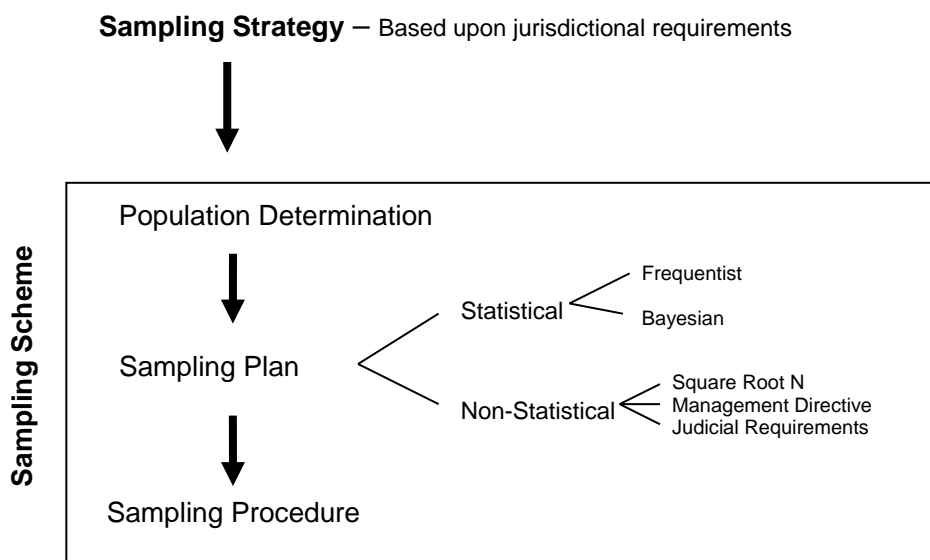 Sampling Strategy – Based upon jurisdictional requirements
Sampling Scheme
Population Determination
Sampling Plan
Statistical
Frequentist
Bayesian
Non-Statistical
Square Root N
Management Directive
Judicial Requirements
Sampling Procedure